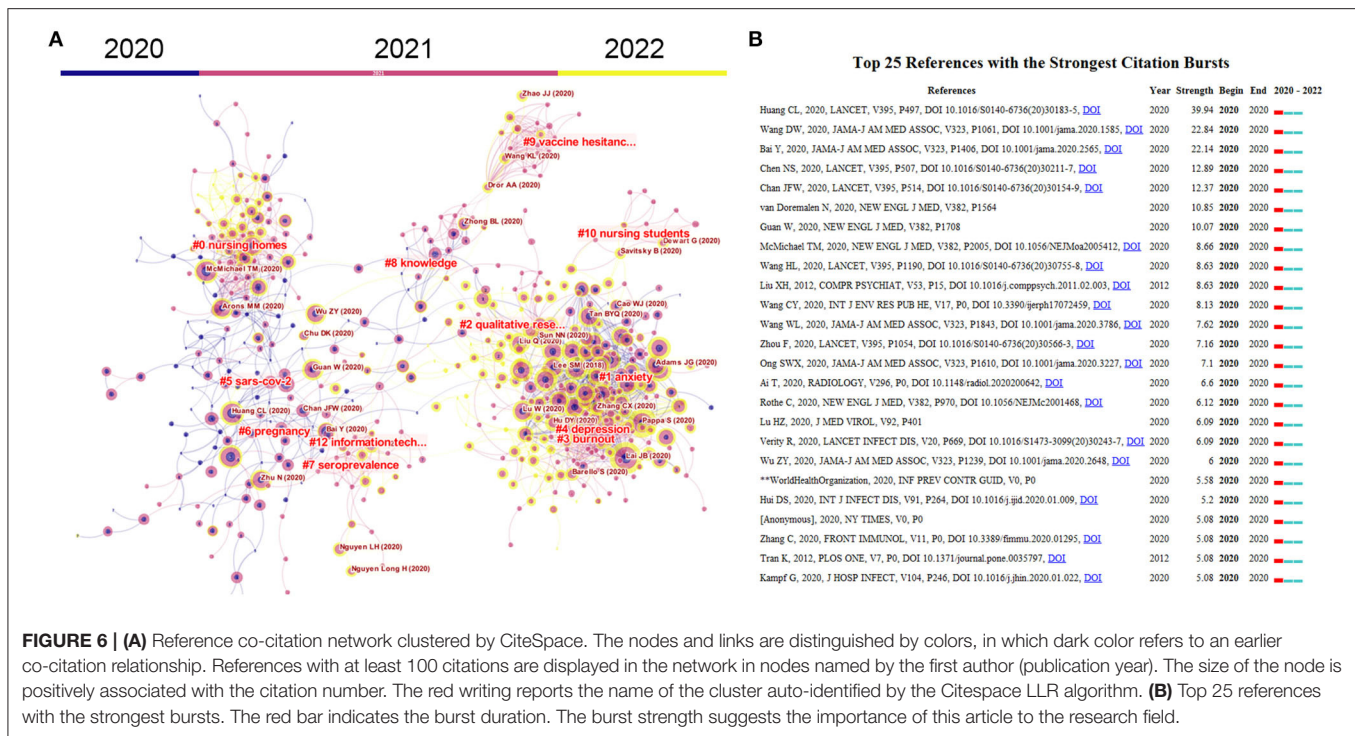 A
2020 2021 2022
2021
Zhao JJ (2020)
#9 vaccine hesitanc...
Wang KL (2020)
Dror AA (2020)
Zhong BL (2020)
#10 nursing students
Dewart G (2020)
Savitsky B (2020)
#0 nursing homes
McMichael TM (2020)
#8 knowledge
Arons MM (2020)
Wu ZY (2020)
Cao WJ (2020)
Tan BYQ (2020)
Chu DK (2020)
#2 qualitative rese...
Sun NN (2020)
Liu Q (2020)
Guan W (2020)
Lee SM (2018)
Adams JG (2020)
#1 anxiety
#5 sars-cov-2
Huang CL (2020)
Chan JFW (2020)
Lu W (2020)
Zhang CX (2020)
Hu DY (2020)
Pappa S (2020)
#6 pregnancy
Bai Y (2020)
#4 depression
#12 information tech...
#3 burnout
#7 seroprevalence
Lai JB (2020)
Zhu N (2020)
Barello S (2020)
Nguyen LH (2020)
Nguyen Long H (2020)
B
Top 25 References with the Strongest Citation Bursts
References Year Strength Begin End 2020 - 2022
Huang CL, 2020, LANCET, V395, P497, DOI 10.1016/S0140-6736(20)30183-5, DOI 2020 39.94 2020 2020
Wang DW, 2020, JAMA-J AM MED ASSOC, V323, P1061, DOI 10.1001/jama.2020.1585, DOI 2020 22.84 2020 2020
Bai Y, 2020, JAMA-J AM MED ASSOC, V323, P1406, DOI 10.1001/jama.2020.2565, DOI 2020 22.14 2020 2020
Chen NS, 2020, LANCET, V395, P507, DOI 10.1016/S0140-6736(20)30211-7, DOI 2020 12.89 2020 2020
Chan JFW, 2020, LANCET, V395, P514, DOI 10.1016/S0140-6736(20)30154-9, DOI 2020 12.37 2020 2020
van Doremalen N, 2020, NEW ENGL J MED, V382, P1564 2020 10.85 2020 2020
Guan W, 2020, NEW ENGL J MED, V382, P1708 2020 10.07 2020 2020
McMichael TM, 2020, NEW ENGL J MED, V382, P2005, DOI 10.1056/NEJMoa2005412, DOI 2020 8.66 2020 2020
Wang HL, 2020, LANCET, V395, P1190, DOI 10.1016/S0140-6736(20)30755-8, DOI 2020 8.63 2020 2020
Liu XH, 2012, COMPR PSYCHIAT, V53, P15, DOI 10.1016/j.comppsych.2011.02.003, DOI 2012 8.63 2020 2020
Wang CY, 2020, INT J ENV RES PUB HE, V17, P0, DOI 10.3390/ijerph17072459, DOI 2020 8.13 2020 2020
Wang WL, 2020, JAMA-J AM MED ASSOC, V323, P1843, DOI 10.1001/jama.2020.3786, DOI 2020 7.62 2020 2020
Zhou F, 2020, LANCET, V395, P1054, DOI 10.1016/S0140-6736(20)30566-3, DOI 2020 7.16 2020 2020
Ong SWX, 2020, JAMA-J AM MED ASSOC, V323, P1610, DOI 10.1001/jama.2020.3227, DOI 2020 7.1 2020 2020
Ai T, 2020, RADIOLOGY, V296, P0, DOI 10.1148/radiol.2020200642, DOI 2020 6.6 2020 2020
Rothe C, 2020, NEW ENGL J MED, V382, P970, DOI 10.1056/NEJMc2001468, DOI 2020 6.12 2020 2020
Lu HZ, 2020, J MED VIROL, V92, P401 2020 6.09 2020 2020
Verity R, 2020, LANCET INFECT DIS, V20, P669, DOI 10.1016/S1473-3099(20)30243-7, DOI 2020 6.09 2020 2020
Wu ZY, 2020, JAMA-J AM MED ASSOC, V323, P1239, DOI 10.1001/jama.2020.2648, DOI 2020 6 2020 2020
**WorldHealthOrganization, 2020, INF PREV CONTR GUID, V0, P0 2020 5.58 2020 2020
Hui DS, 2020, INT J INFECT DIS, V91, P264, DOI 10.1016/j.ijid.2020.01.009, DOI 2020 5.2 2020 2020
[Anonymous], 2020, NY TIMES, V0, P0 2020 5.08 2020 2020
Zhang C, 2020, FRONT IMMUNOL, V11, P0, DOI 10.3389/fimmu.2020.01295, DOI 2020 5.08 2020 2020
Tran K, 2012, PLOS ONE, V7, P0, DOI 10.1371/journal.pone.0035797, DOI 2012 5.08 2020 2020
Kampf G, 2020, J HOSP INFECT, V104, P246, DOI 10.1016/j.jhin.2020.01.022, DOI 2020 5.08 2020 2020
FIGURE 6 | (A) Reference co-citation network clustered by CiteSpace. The nodes and links are distinguished by colors, in which dark color refers to an earlier
co-citation relationship. References with at least 100 citations are displayed in the network in nodes named by the first author (publication year). The size of the node is
positively associated with the citation number. The red writing reports the name of the cluster auto-identified by the Citespace LLR algorithm. (B) Top 25 references
with the strongest bursts. The red bar indicates the burst duration. The burst strength suggests the importance of this article to the research field.